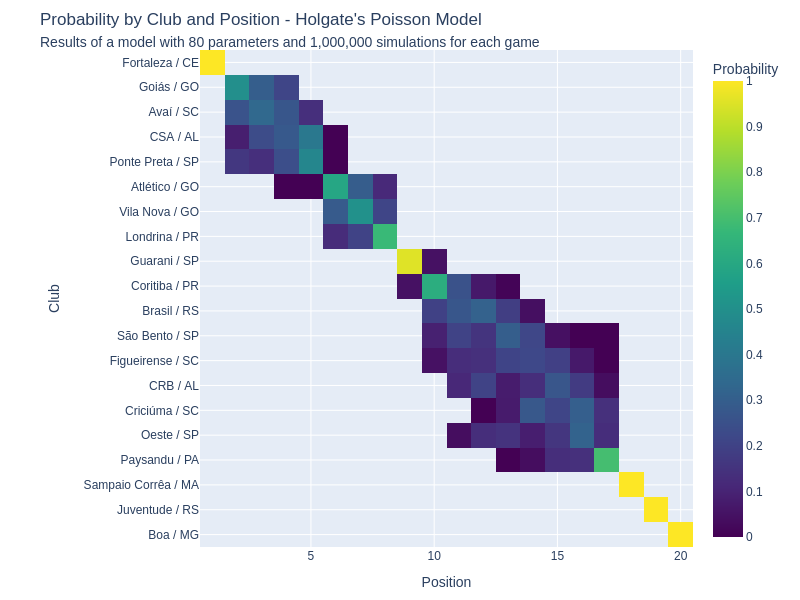 Probability by Club and Position - Holgate's Poisson Model
Results of a model with 80 parameters and 1,000,000 simulations for each game
Probability
Fortaleza / CE
Goiás / GO
Avaí / SC
CSA / AL
Ponte Preta / SP
Atlético / GO
Vila Nova / GO
Londrina / PR
Guarani / SP
Coritiba / PR
Brasil / RS
São Bento / SP
Figueirense / SC
CRB / AL
Criciúma / SC
Oeste / SP
Paysandu / PA
Sampaio Corrêa / MA
Juventude / RS
Boa / MG
Club
5 10 15 20
Position
1
0.9
0.8
0.7
0.6
0.5
0.4
0.3
0.2
0.1
0